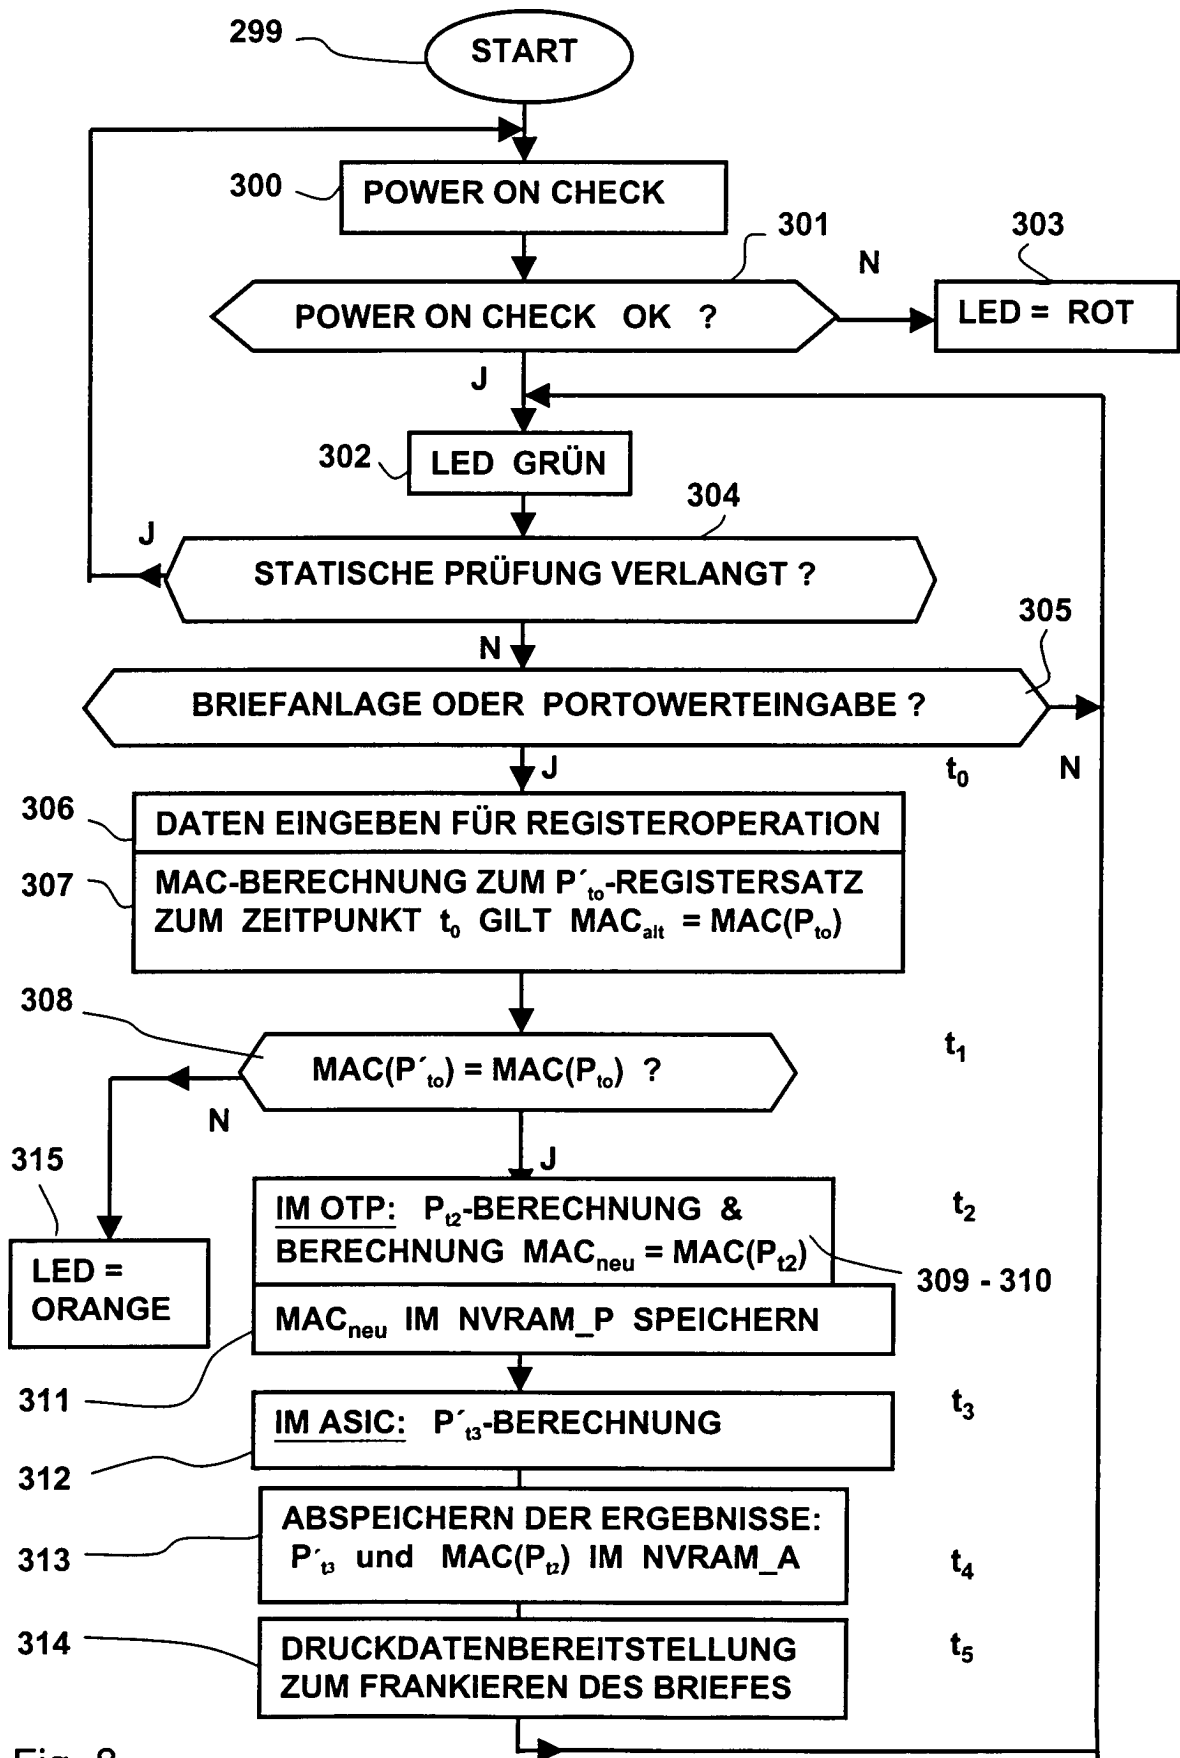 299
START
300
POWER ON CHECK
301
303
N
POWER ON CHECK OK ?
LED = ROT
J
302
LED GRÜN
304
J
STATISCHE PRÜFUNG VERLANGT ?
305
N
BRIEFANLAGE ODER PORTOWERTEINGABE ?
J
t₀
N
306
DATEN EINGEBEN FÜR REGISTEROPERATION
307
MAC-BERECHNUNG ZUM P´to-REGISTERSATZ
ZUM ZEITPUNKT t₀ GILT MACalt = MAC(Pto)
308
t₁
MAC(P´to) = MAC(Pto) ?
N
315
J
IM OTP: Pt2-BERECHNUNG &
t₂
BERECHNUNG MACneu = MAC(Pt2)
LED =
ORANGE
309 - 310
MACneu IM NVRAM_P SPEICHERN
311
t₃
IM ASIC: P´t3-BERECHNUNG
312
ABSPEICHERN DER ERGEBNISSE:
313
P´t3 und MAC(Pt2) IM NVRAM_A
t₄
314
DRUCKDATENBEREITSTELLUNG
t₅
ZUM FRANKIEREN DES BRIEFES
Fig. 8